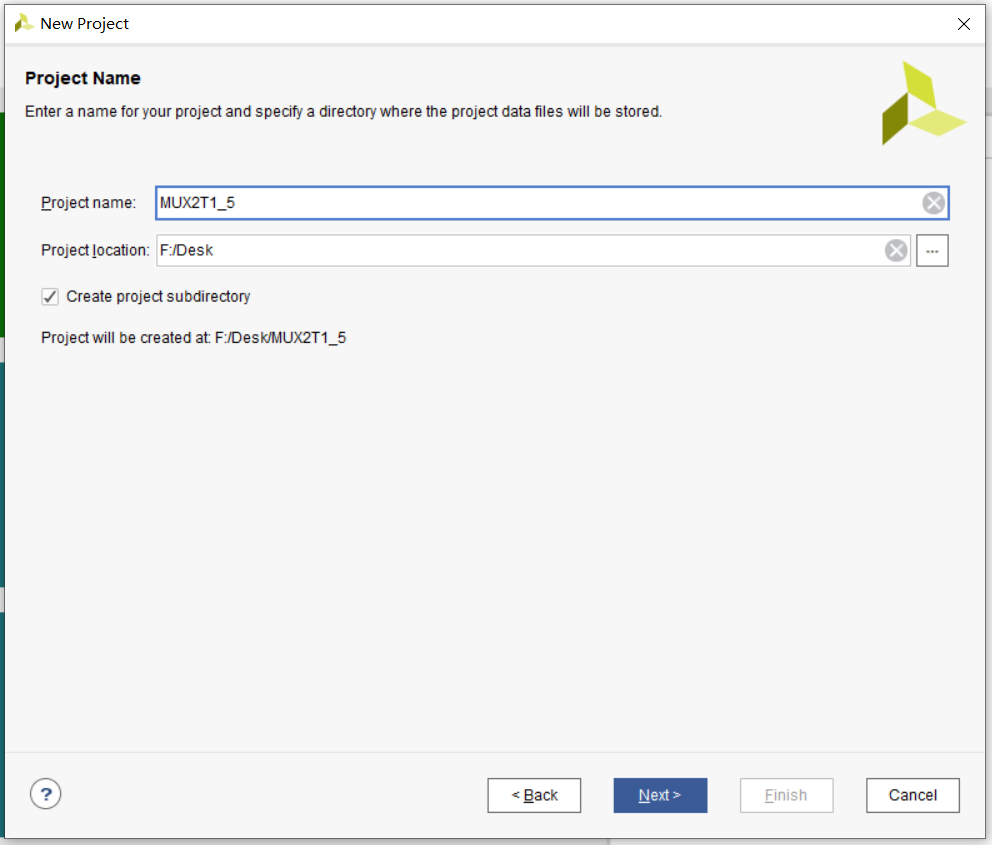 New Project
Project Name
Enter a name for your project and specify a directory where the project data files will be stored.
Project name: MUX2T1_5
Project location: F:/Desk ...
Create project subdirectory
Project will be created at: F:/Desk/MUX2T1_5
? < Back Next > Finish Cancel